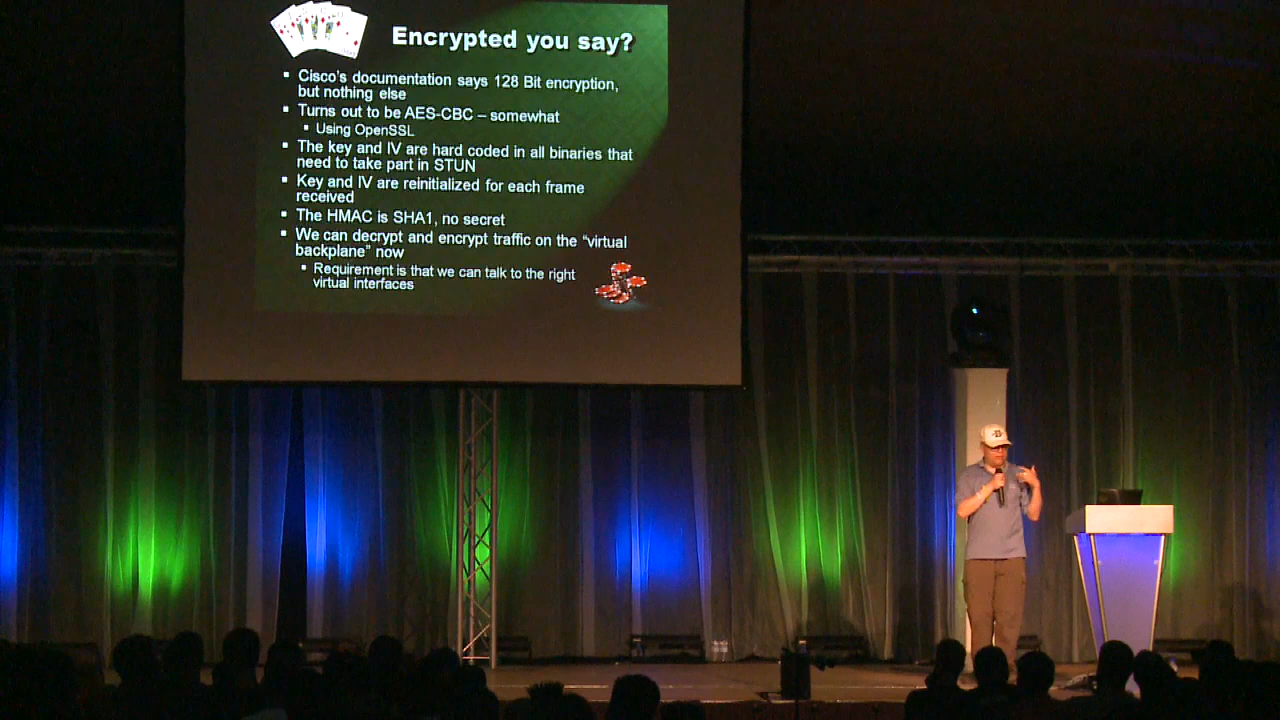 Encrypted you say?
Cisco's documentation says 128 Bit encryption,
but nothing else
Turns out to be AES-CBC – somewhat
Using OpenSSL
The key and IV are hard coded in all binaries that
need to take part in STUN
Key and IV are reinitialized for each frame
received
The HMAC is SHA1, no secret
We can decrypt and encrypt traffic on the “virtual
backplane” now
Requirement is that we can talk to the right
virtual interfaces